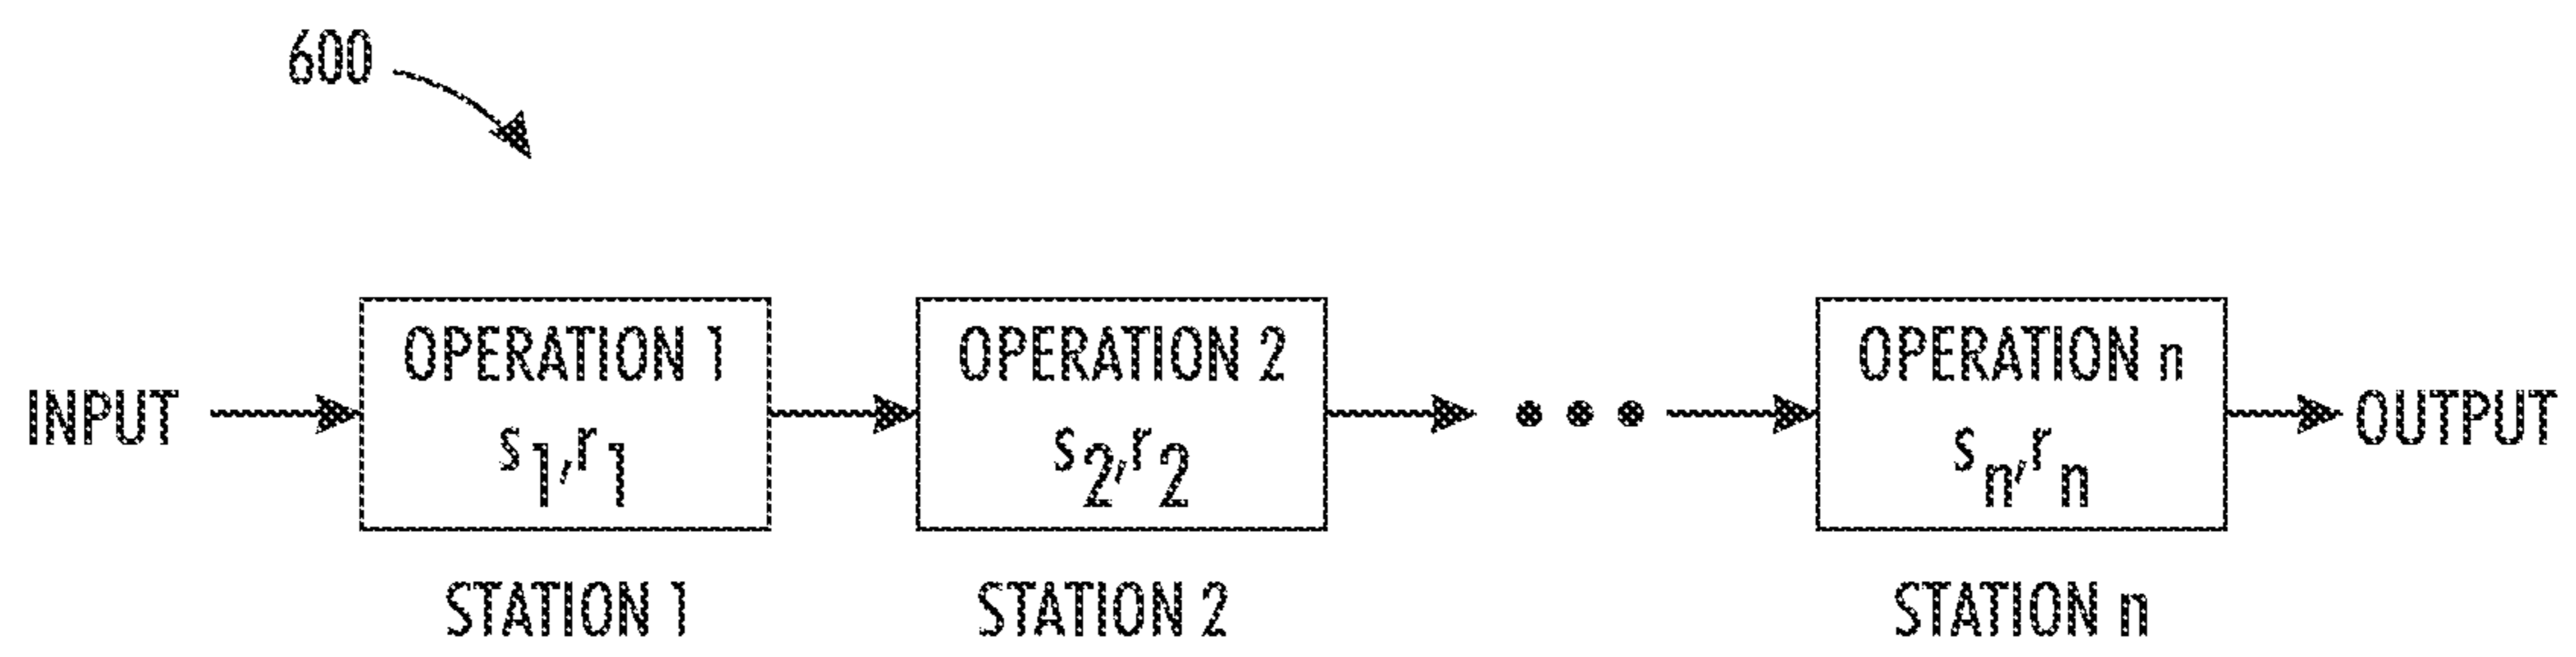 600
INPUT
OPERATION 1
s1,r1
STATION 1
OPERATION 2
s2,r2
STATION 2
OPERATION n
sn,rn
STATION n
OUTPUT